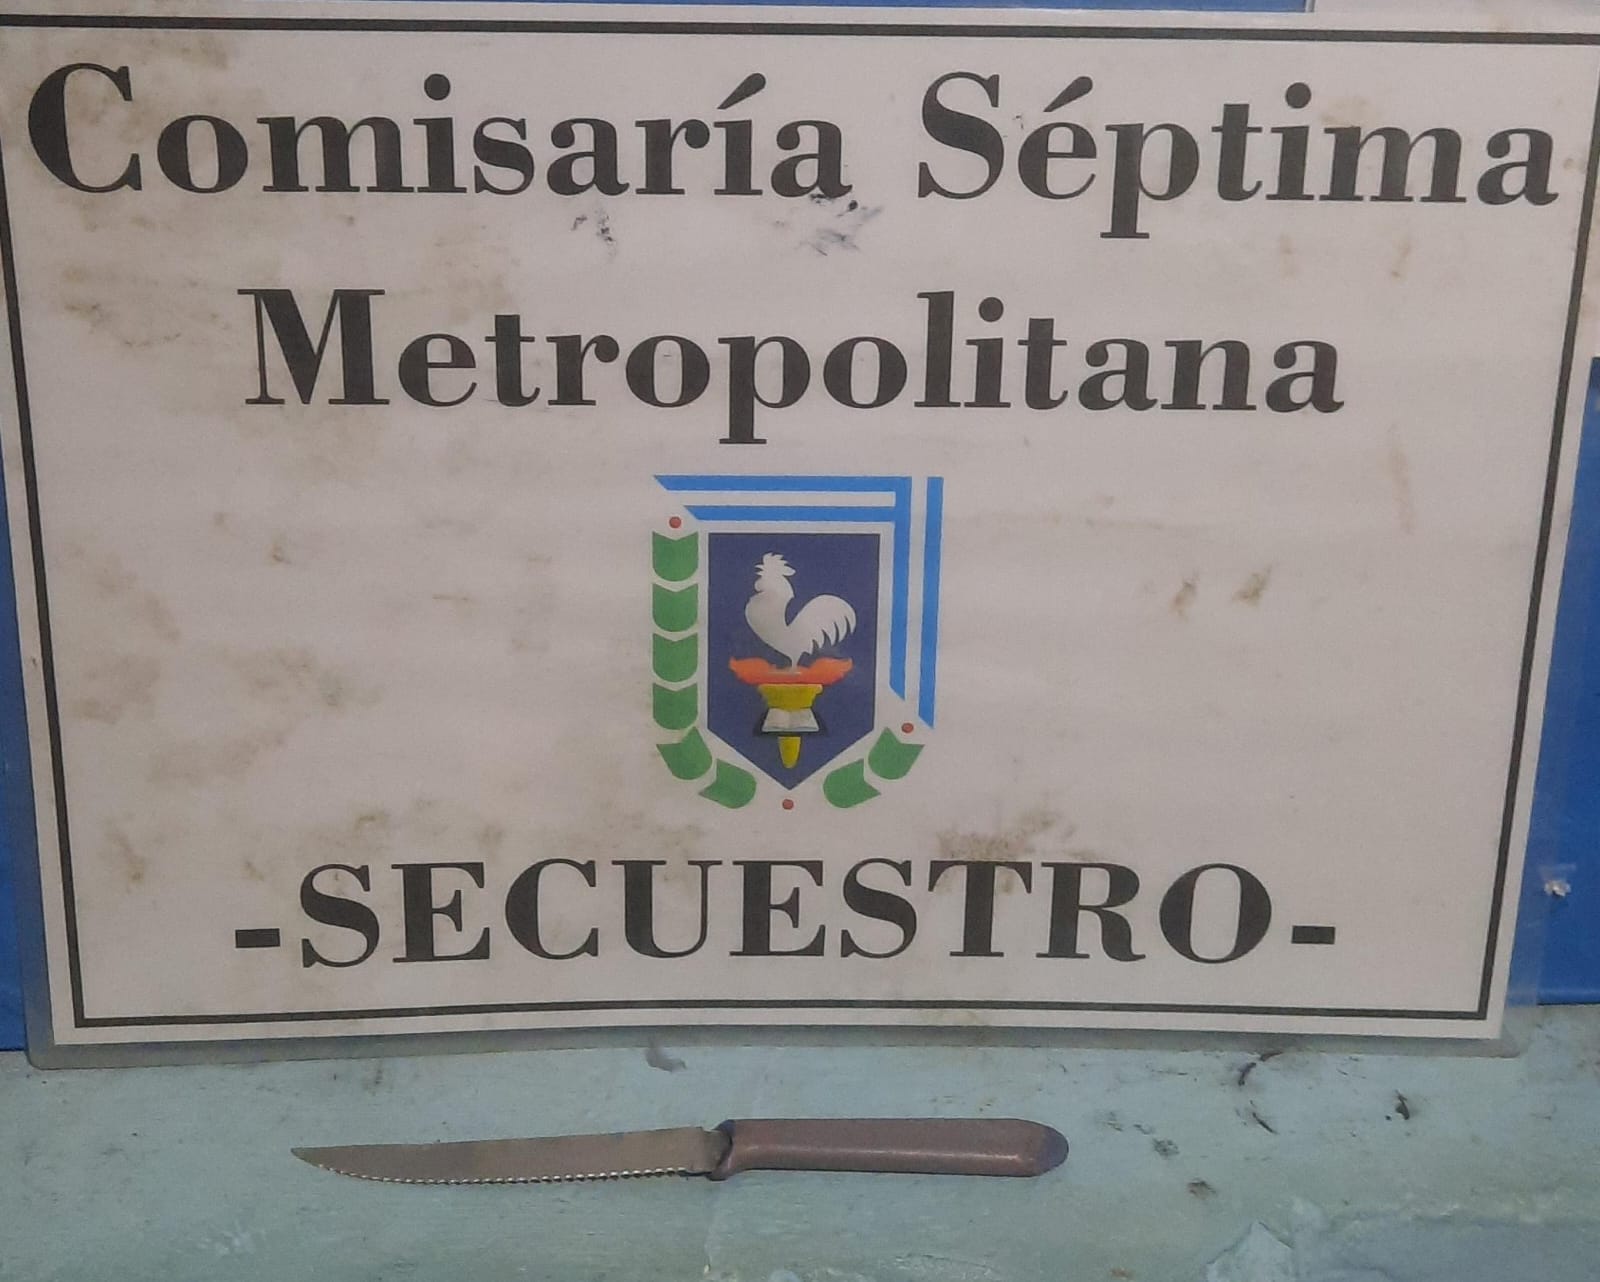 Comisaría Séptima
Metropolitana
-SECUESTRO-